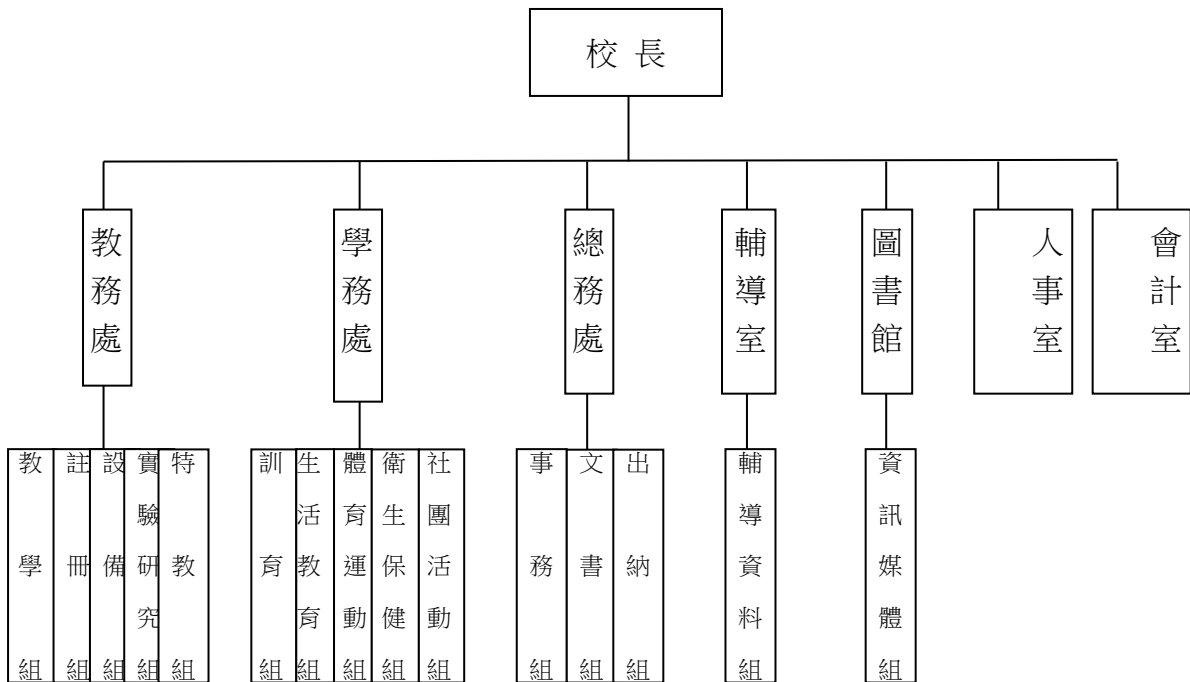 校長
教務處
學務處
總務處
輔導室
圖書館
人事室
會計室
教學組
註冊組
設備組
實驗研究組
特教組
訓育組
生活教育組
體育運動組
衛生保健組
社團活動組
事務組
文書組
出納組
輔導資料組
資訊媒體組